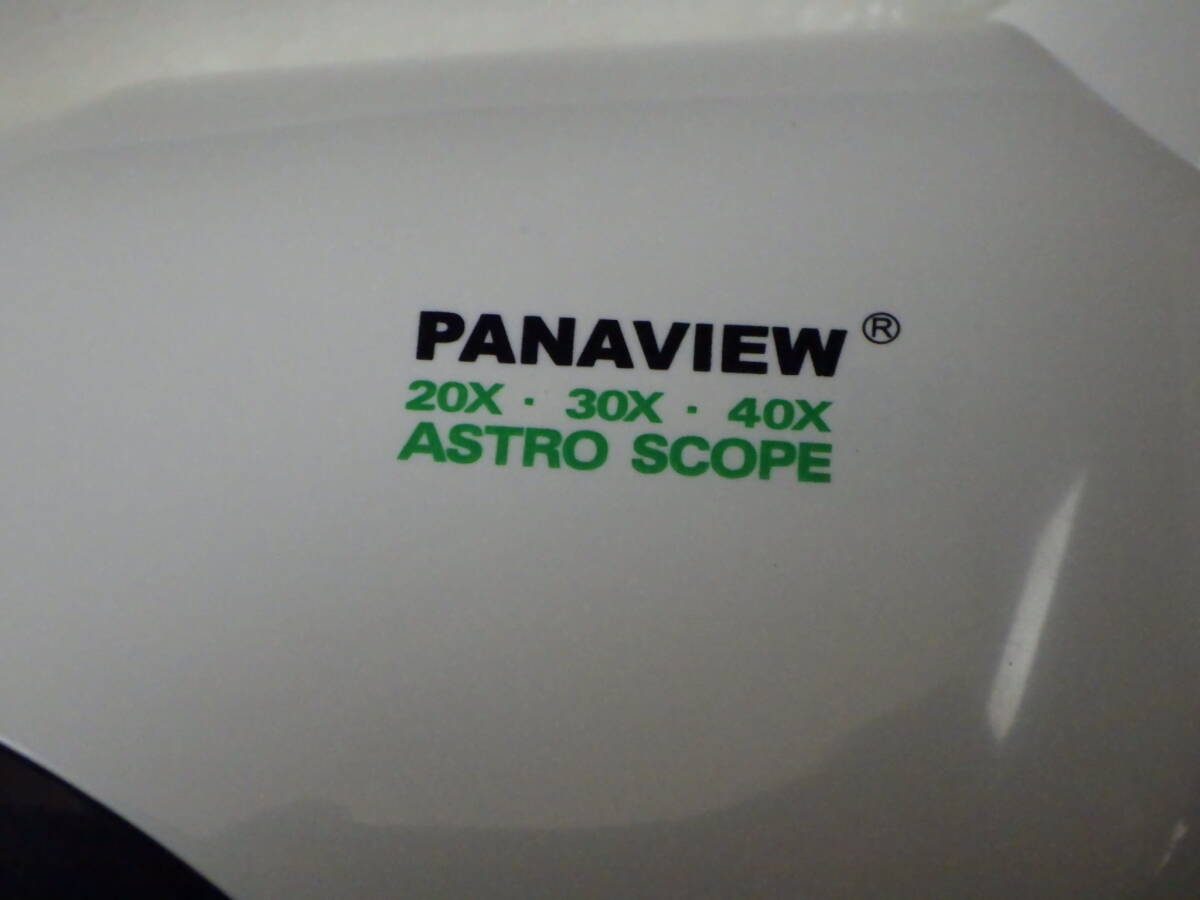 PANAVIEW®
20X · 30X · 40X
ASTRO SCOPE